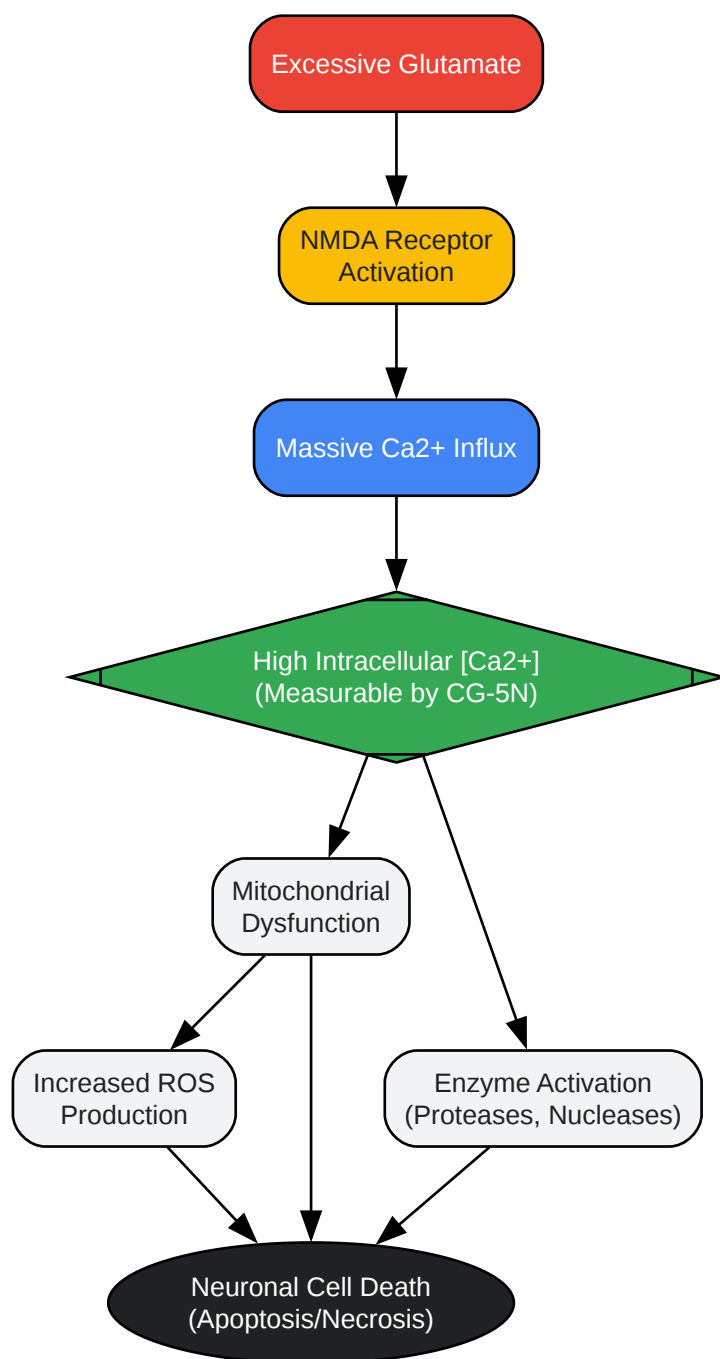 Excessive Glutamate
NMDA Receptor
Activation
Massive Ca2+ Influx
High Intracellular [Ca2+]
(Measurable by CG-5N)
Mitochondrial
Dysfunction
Increased ROS
Production
Enzyme Activation
(Proteases, Nucleases)
Neuronal Cell Death
(Apoptosis/Necrosis)